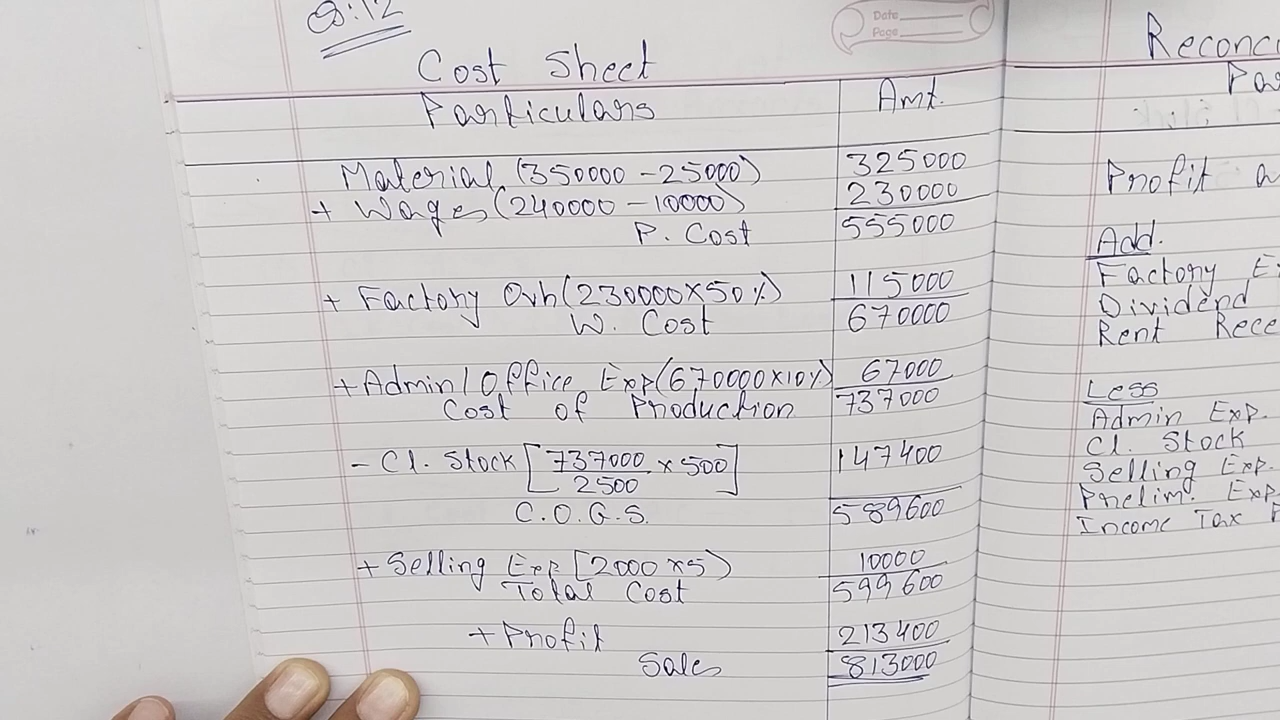 Q:12
Cost Sheet
Particulars Amt.
Material (350000 - 25000) 325000
+ Wages (240000 - 10000) 230000
P. Cost 555000
+ Factory Ovh (230000 X 50%) 115000
W. Cost 670000
+ Admin / Office Exp (670000 X 10%) 67000
Cost of Production 737000
- Cl. Stock [737000 / 2500 x 500] 147400
C.O.G.S. 589600
+ Selling Exp [2000 x 5) 10000
Total Cost 599600
+ Profit 213400
Sales 813000
Date
Page
Reconc
Pa
Profit a
Add.
Factory E
Dividend
Rent Rece
Less
Admin Exp.
Cl. Stock
Selling Exp.
Prelim. Exp
Income Tax